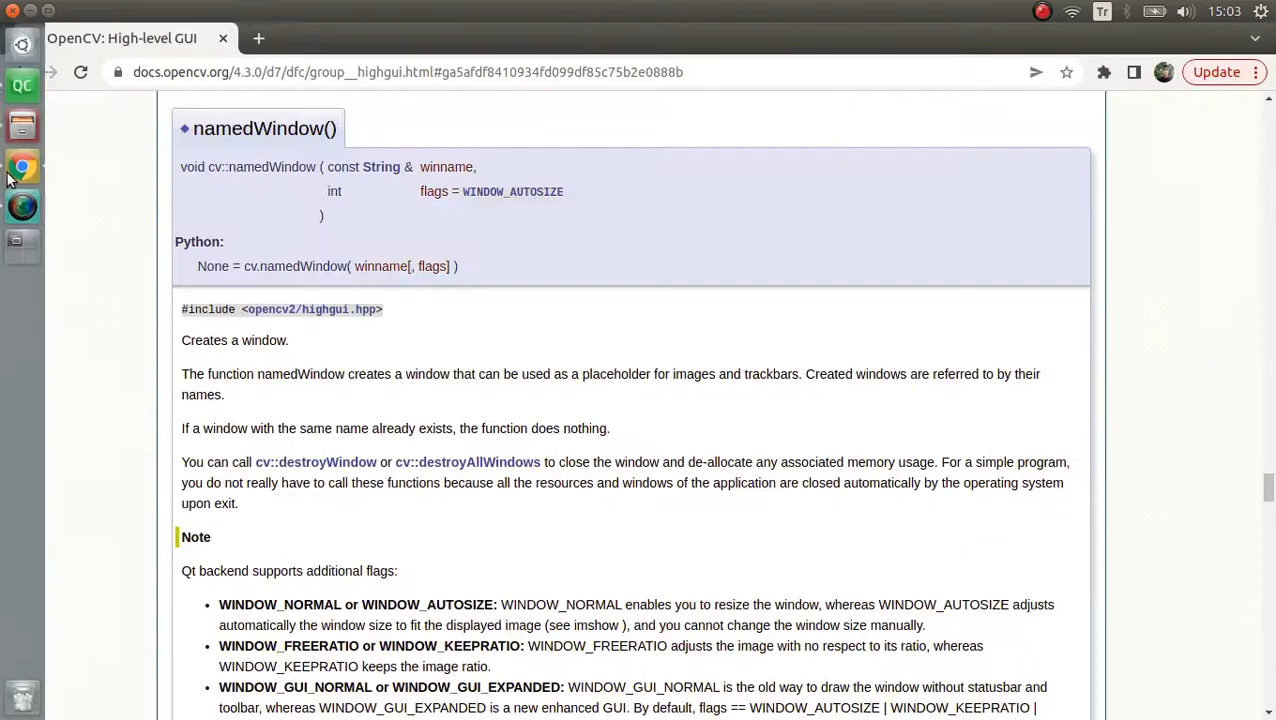 Tr
15:03
OpenCV: High-level GUI
docs.opencv.org/4.3.0/d7/dfc/group__highgui.html#ga5afdf8410934fd099df85c75b2e0888b
Update
QC
namedWindow()
void cv::namedWindow ( const String & winname,
int flags = WINDOW_AUTOSIZE
)
Python:
None = cv.namedWindow( winname[, flags] )
#include <opencv2/highgui.hpp>
Creates a window.
The function namedWindow creates a window that can be used as a placeholder for images and trackbars. Created windows are referred to by their
names.
If a window with the same name already exists, the function does nothing.
You can call cv::destroyWindow or cv::destroyAllWindows to close the window and de-allocate any associated memory usage. For a simple program,
you do not really have to call these functions because all the resources and windows of the application are closed automatically by the operating system
upon exit.
Note
Qt backend supports additional flags:
• WINDOW_NORMAL or WINDOW_AUTOSIZE: WINDOW_NORMAL enables you to resize the window, whereas WINDOW_AUTOSIZE adjusts
automatically the window size to fit the displayed image (see imshow ), and you cannot change the window size manually.
• WINDOW_FREERATIO or WINDOW_KEEPRATIO: WINDOW_FREERATIO adjusts the image with no respect to its ratio, whereas
WINDOW_KEEPRATIO keeps the image ratio.
• WINDOW_GUI_NORMAL or WINDOW_GUI_EXPANDED: WINDOW_GUI_NORMAL is the old way to draw the window without statusbar and
toolbar, whereas WINDOW_GUI_EXPANDED is a new enhanced GUI. By default, flags == WINDOW_AUTOSIZE | WINDOW_KEEPRATIO |